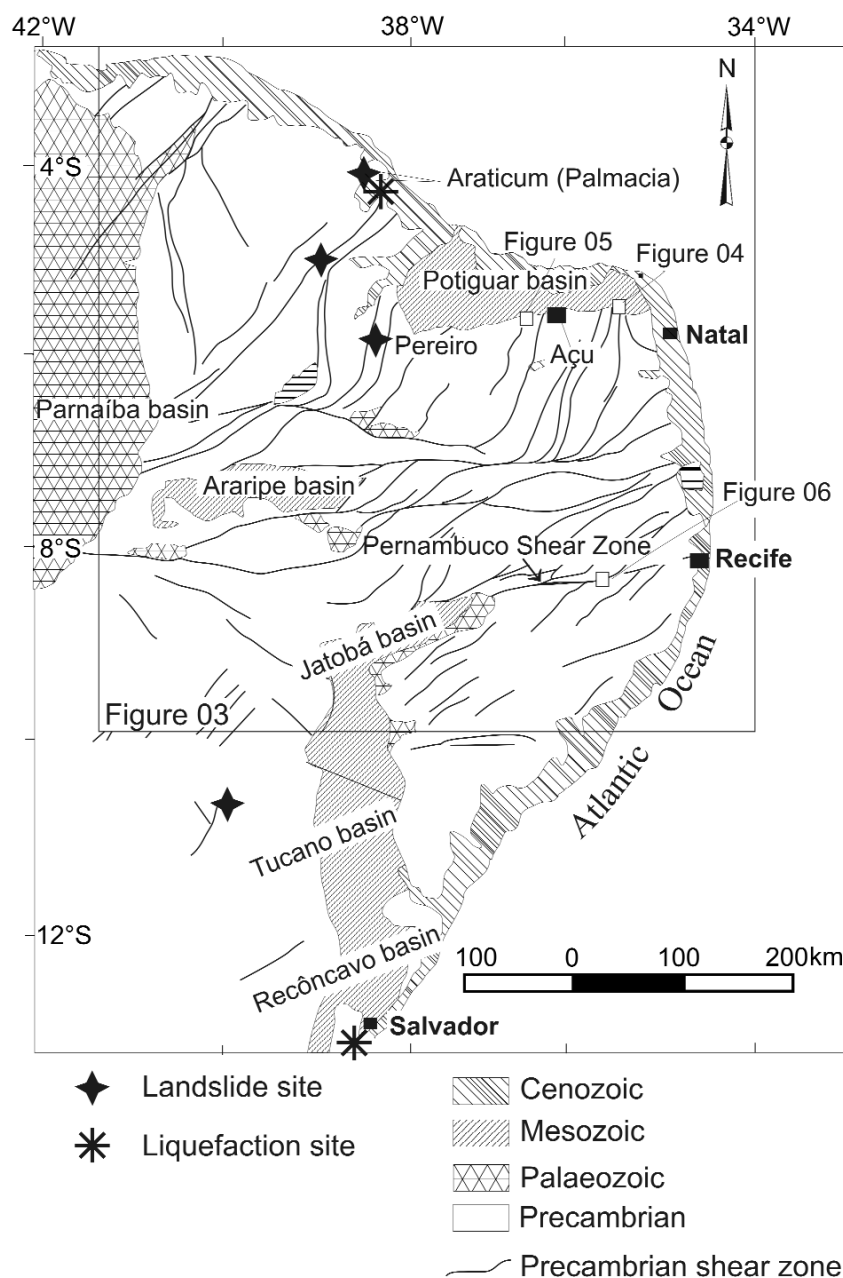 42°W
38°W
34°W
N
4°S
Araticum (Palmacia)
Figure 05
Figure 04
Potiguar basin
Natal
Pereiro
Açu
Parnaíba basin
Araripe basin
Figure 06
8°S
Pernambuco Shear Zone
Recife
Jatobá basin
Ocean
Figure 03
Atlantic
Tucano basin
12°S
Recôncavo basin
100 0 100 200km
Salvador
Landslide site
Liquefaction site
Cenozoic
Mesozoic
Palaeozoic
Precambrian
Precambrian shear zone